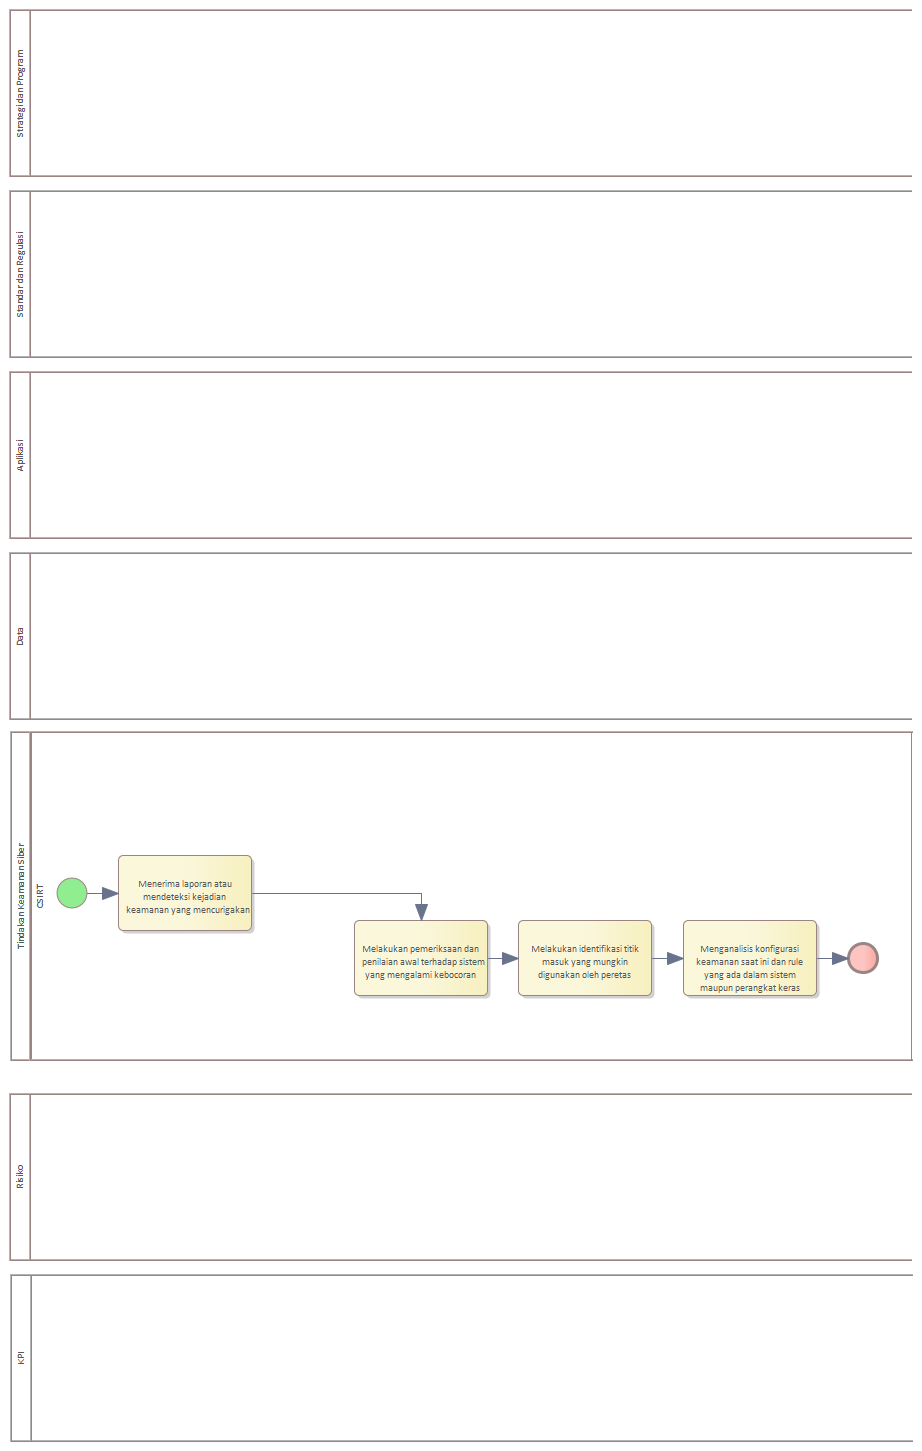 Strategi dan Program
Standar dan Regulasi
Aplikasi
Data
Tindakan Keamanan Siber
CSIRT
Menerima laporan atau
mendeteksi kejadian
keamanan yang mencurigakan
Melakukan pemeriksaan dan
penilaian awal terhadap sistem
yang mengalami kebocoran
Melakukan identifikasi titik
masuk yang mungkin
digunakan oleh peretas
Menganalisis konfigurasi
keamanan saat ini dan rule
yang ada dalam sistem
maupun perangkat keras
Risiko
KPI